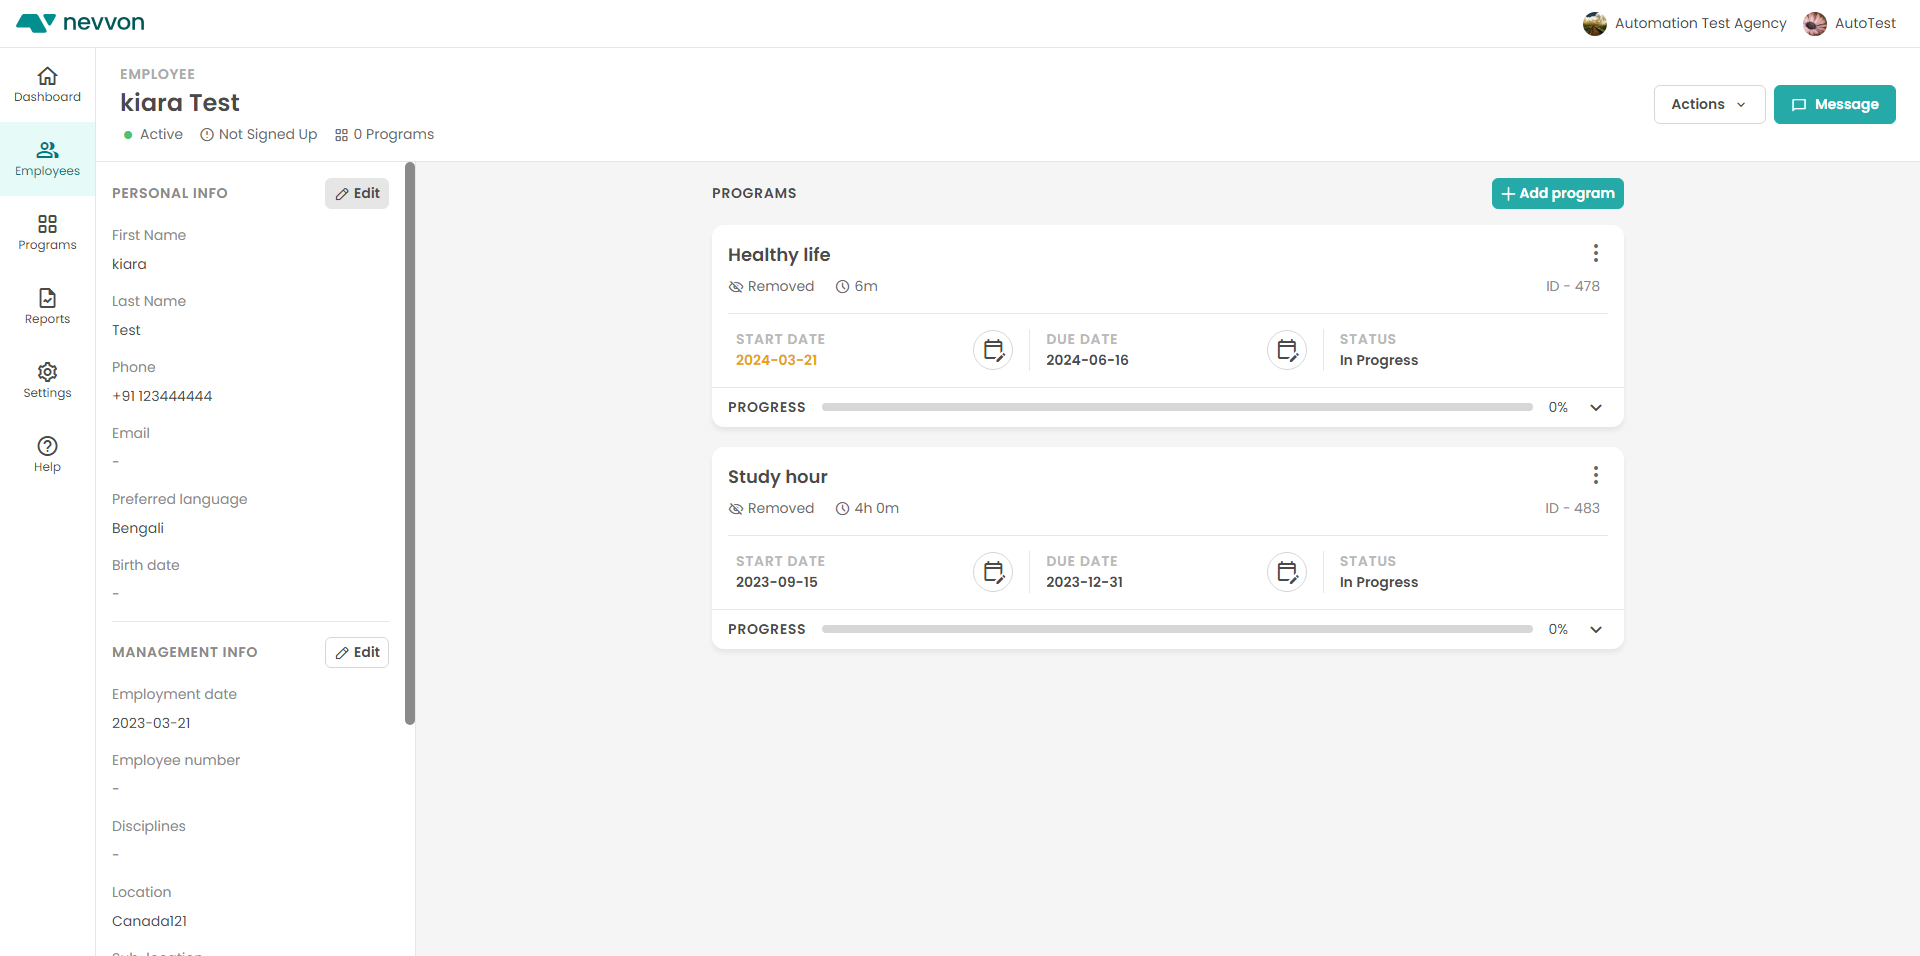 nevvon
Automation Test Agency
AutoTest
Dashboard
Employees
Programs
Reports
Settings
Help
EMPLOYEE
kiara Test
Active
Not Signed Up
0 Programs
Actions
Message
PERSONAL INFO
Edit
First Name
kiara
Last Name
Test
Phone
+91 123444444
Email
-
Preferred language
Bengali
Birth date
-
MANAGEMENT INFO
Edit
Employment date
2023-03-21
Employee number
-
Disciplines
-
Location
Canada121
PROGRAMS
Add program
Healthy life
Removed
6m
ID - 478
START DATE
2024-03-21
DUE DATE
2024-06-16
STATUS
In Progress
PROGRESS
0%
Study hour
Removed
4h 0m
ID - 483
START DATE
2023-09-15
DUE DATE
2023-12-31
STATUS
In Progress
PROGRESS
0%